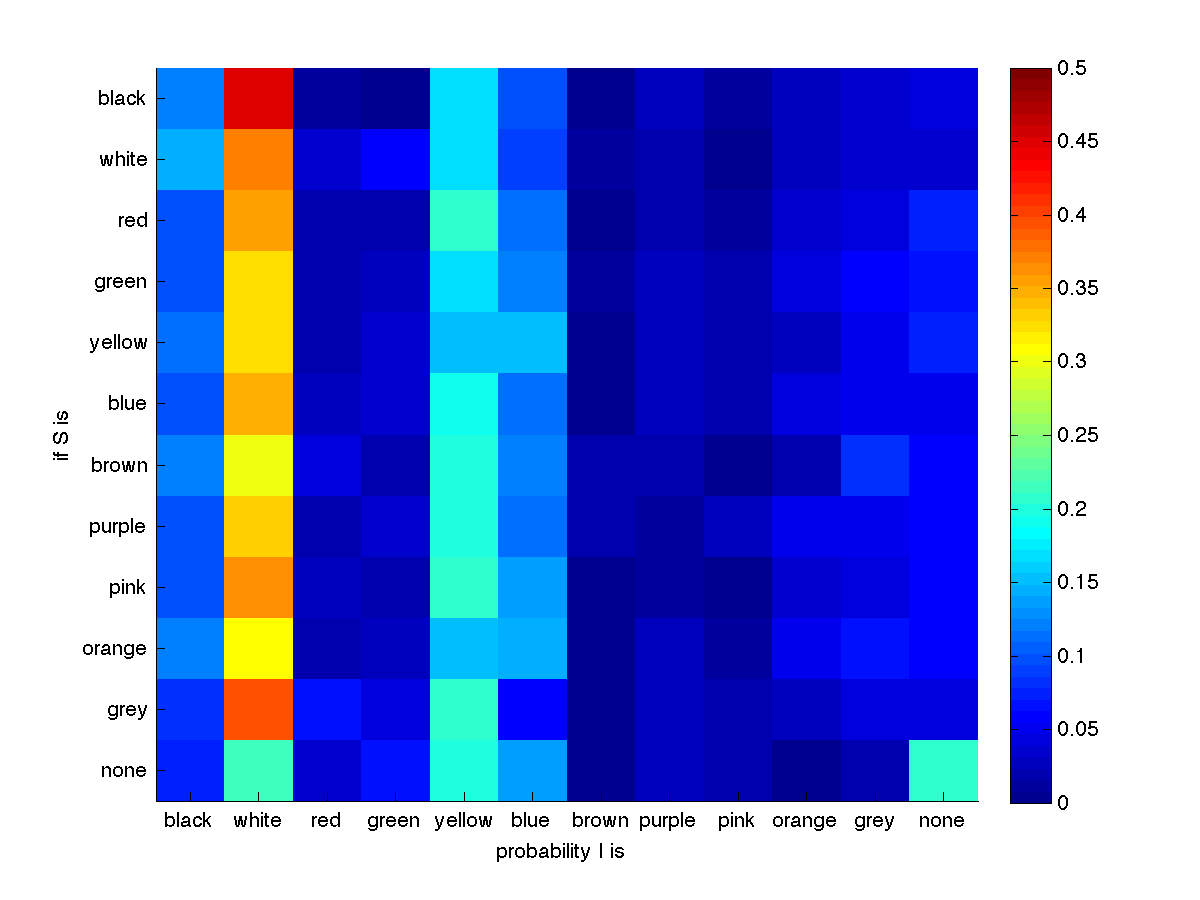 black
white
red
green
yellow
blue
brown
purple
pink
orange
grey
none
if S is
black white red green yellow blue brown purple pink orange grey none
probability I is
0.5
0.45
0.4
0.35
0.3
0.25
0.2
0.15
0.1
0.05
0